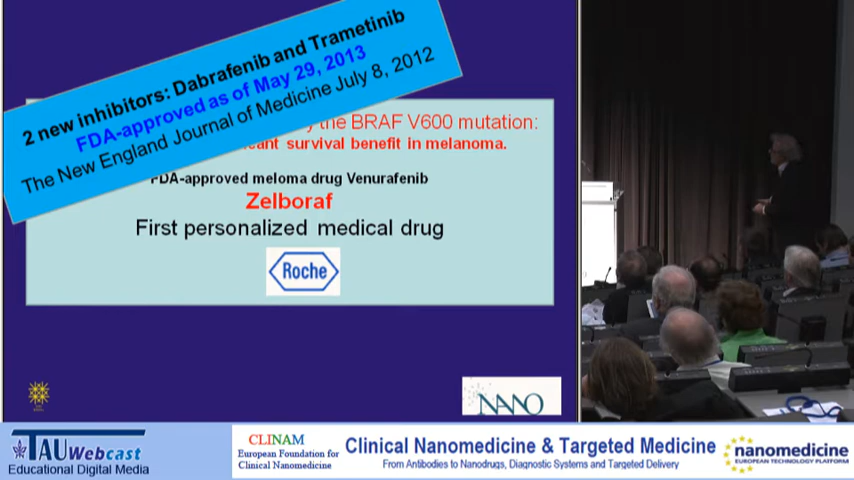 2 new inhibitors: Dabrafenib and Trametinib
FDA-approved as of May 29, 2013
The New England Journal of Medicine July 8, 2012
the BRAF V600 mutation:
survival benefit in melanoma.
FDA-approved meloma drug Venurafenib
Zelboraf
First personalized medical drug
Roche
NANO
TAU Webcast
Educational Digital Media
CLINAM
European Foundation for
Clinical Nanomedicine
Clinical Nanomedicine & Targeted Medicine
From Antibodies to Nanodrugs, Diagnostic Systems and Targeted Delivery
nanomedicine
EUROPEAN TECHNOLOGY PLATFORM